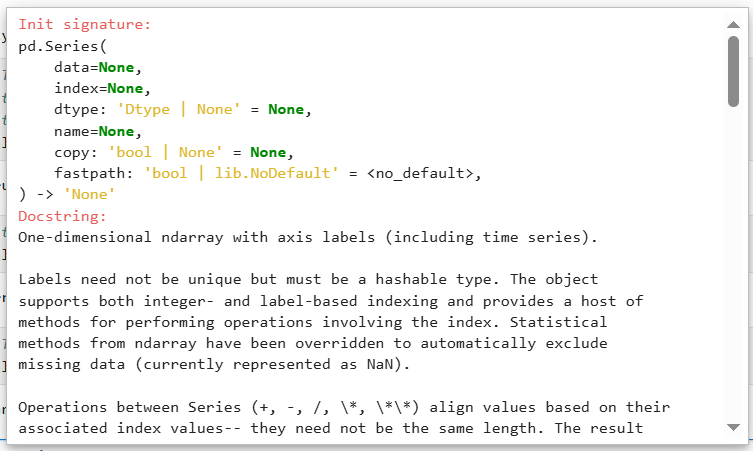 Init signature:
pd.Series(
    data=None,
    index=None,
    dtype: 'Dtype | None' = None,
    name=None,
    copy: 'bool | None' = None,
    fastpath: 'bool | lib.NoDefault' = <no_default>,
) -> 'None'
Docstring:
One-dimensional ndarray with axis labels (including time series).

Labels need not be unique but must be a hashable type. The object
supports both integer- and label-based indexing and provides a host of
methods for performing operations involving the index. Statistical
methods from ndarray have been overridden to automatically exclude
missing data (currently represented as NaN).

Operations between Series (+, -, /, \*, \*\*) align values based on their
associated index values-- they need not be the same length. The result